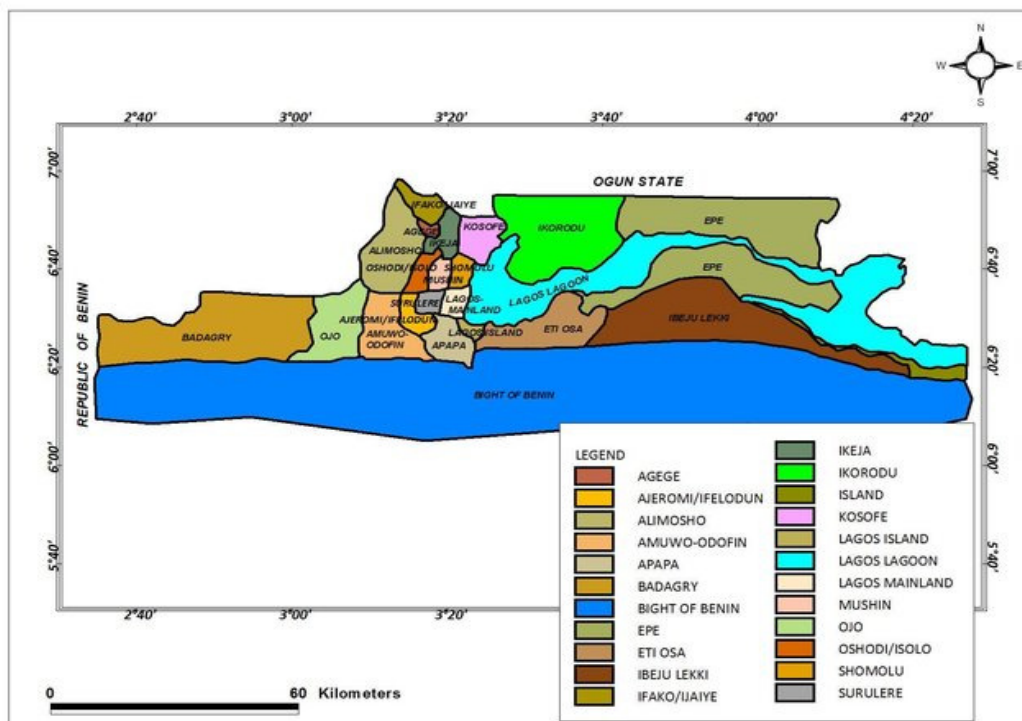 N
W E
S
2°40' 3°00' 3°20' 3°40' 4°00' 4°20'
7°00' 7°00'
OGUN STATE
IFAKO/IJAIYE
EPE
AGEGE KOSOFE IKORODU
IKEJA
ALIMOSHO
6°40' 6°40'
OSHODI/ISOLO SHOMOLU
EPE
MUSHIN
LAGOS LAGOON
SURULERE LAGOS-
MAINLAND
AJEROMI/IFELODUN IBEJU LEKKI
BADAGRY OJO AMUWO-
ODOFIN
LAGOS ISLAND ETI OSA
APAPA
6°20' 6°20'
REPUBLIC OF BENIN
BIGHT OF BENIN
6°00' 6°00'
5°40' 5°40'
2°40' 3°00' 3°20'
LEGEND
AGEGE
AJEROMI/IFELODUN
ALIMOSHO
AMUWO-ODOFIN
APAPA
BADAGRY
BIGHT OF BENIN
EPE
ETI OSA
IBEJU LEKKI
IFAKO/IJAIYE
IKEJA
IKORODU
ISLAND
KOSOFE
LAGOS ISLAND
LAGOS LAGOON
LAGOS MAINLAND
MUSHIN
OJO
OSHODI/ISOLO
SHOMOLU
SURULERE
0 60 Kilometers